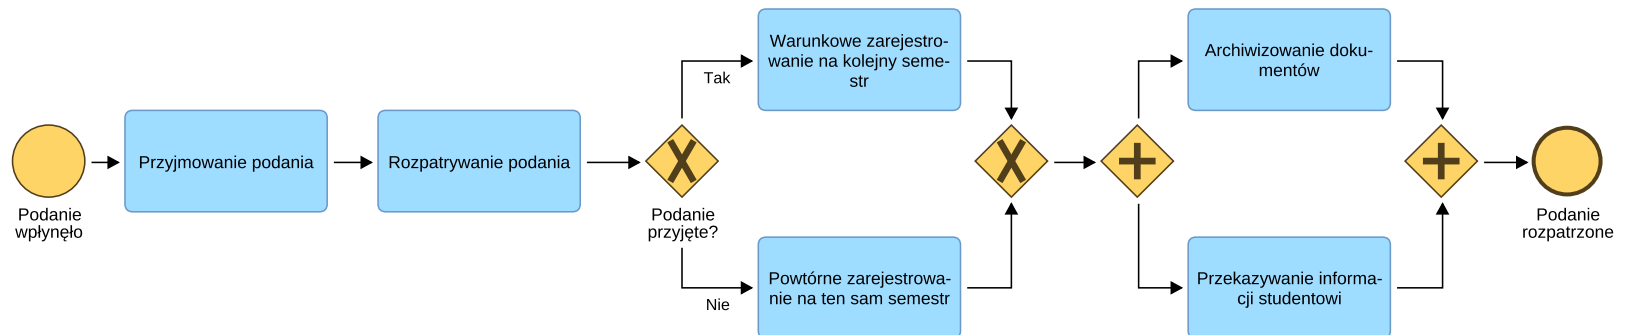 Podanie
wpłynęło
Przyjmowanie podania
Rozpatrywanie podania
Podanie
przyjęte?
Tak
Warunkowe zarejestro-
wanie na kolejny seme-
str
Nie
Powtórne zarejestrowa-
nie na ten sam semestr
Archiwizowanie doku-
mentów
Przekazywanie informa-
cji studentowi
Podanie
rozpatrzone